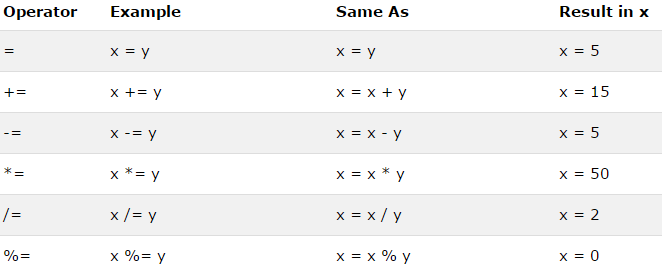 Operator Example Same As Result in x
= x = y x = y x = 5
+= x += y x = x + y x = 15
-= x -= y x = x - y x = 5
*= x *= y x = x * y x = 50
/= x /= y x = x / y x = 2
%= x %= y x = x % y x = 0